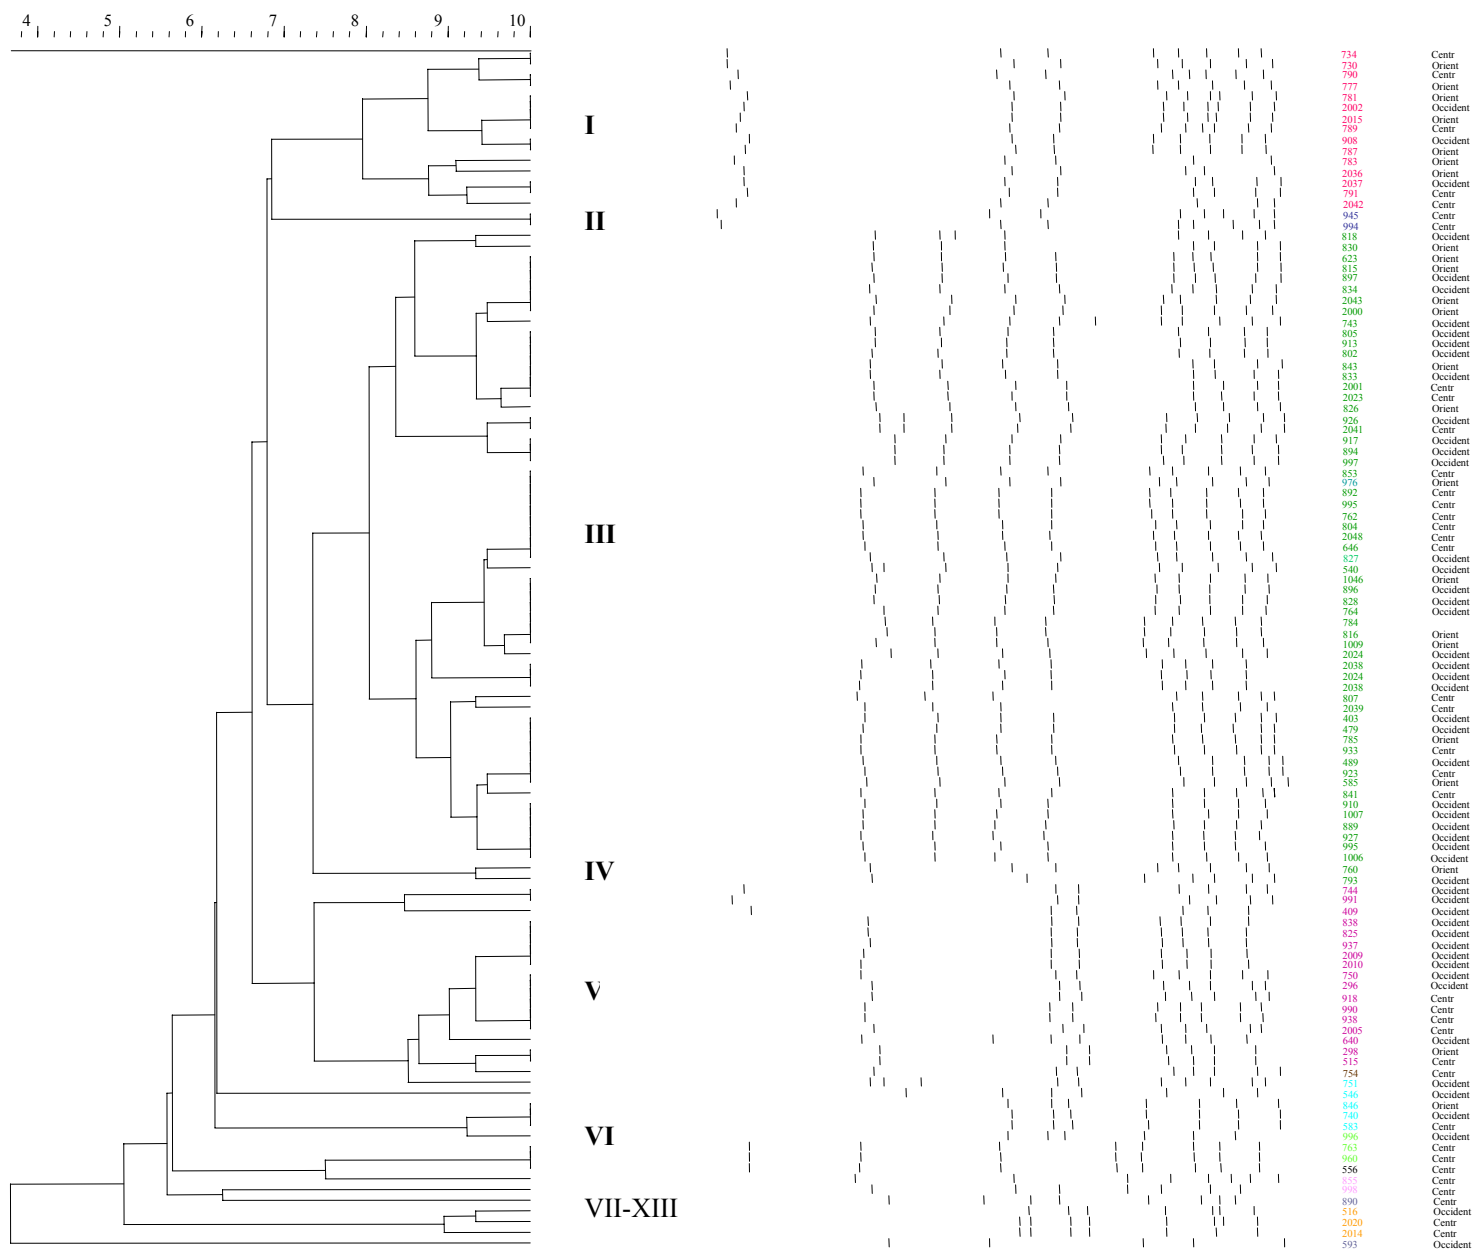 4 5 6 7 8 9 10
734 Centr
730 Orient
790 Centr
777 Orient
781 Orient
2002 Occident
2015 Orient
I
789 Centr
908 Occident
787 Orient
783 Orient
2036 Orient
2037 Occident
791 Centr
2042 Centr
945 Centr
II
994 Centr
818 Occident
830 Orient
623 Orient
815 Orient
897 Occident
834 Occident
2043 Orient
2000 Orient
743 Occident
805 Occident
913 Occident
802 Occident
843 Orient
833 Occident
2001 Centr
2023 Centr
826 Orient
926 Occident
2041 Centr
917 Occident
894 Occident
997 Occident
853 Centr
976 Orient
892 Centr
995 Centr
762 Centr
804 Centr
III
2048 Centr
646 Centr
827 Occident
540 Occident
1046 Orient
896 Occident
828 Occident
764 Occident
784
816 Orient
1009 Orient
2024 Occident
2038 Occident
2024 Occident
2038 Occident
807 Centr
2039 Centr
403 Occident
479 Occident
785 Orient
933 Centr
489 Occident
923 Centr
585 Orient
841 Centr
910 Occident
1007 Occident
889 Occident
927 Occident
995 Occident
1006 Occident
IV
760 Orient
793 Occident
744 Occident
991 Occident
409 Occident
838 Occident
825 Occident
937 Occident
2009 Occident
2010 Occident
750 Occident
296 Occident
V
918 Centr
990 Centr
938 Centr
2005 Centr
640 Occident
298 Orient
515 Centr
754 Centr
751 Occident
546 Occident
846 Orient
740 Occident
583 Centr
VI
996 Occident
763 Centr
960 Centr
556 Centr
855 Centr
998 Centr
890 Centr
VII-XIII
516 Occident
2020 Centr
2014 Centr
593 Occident